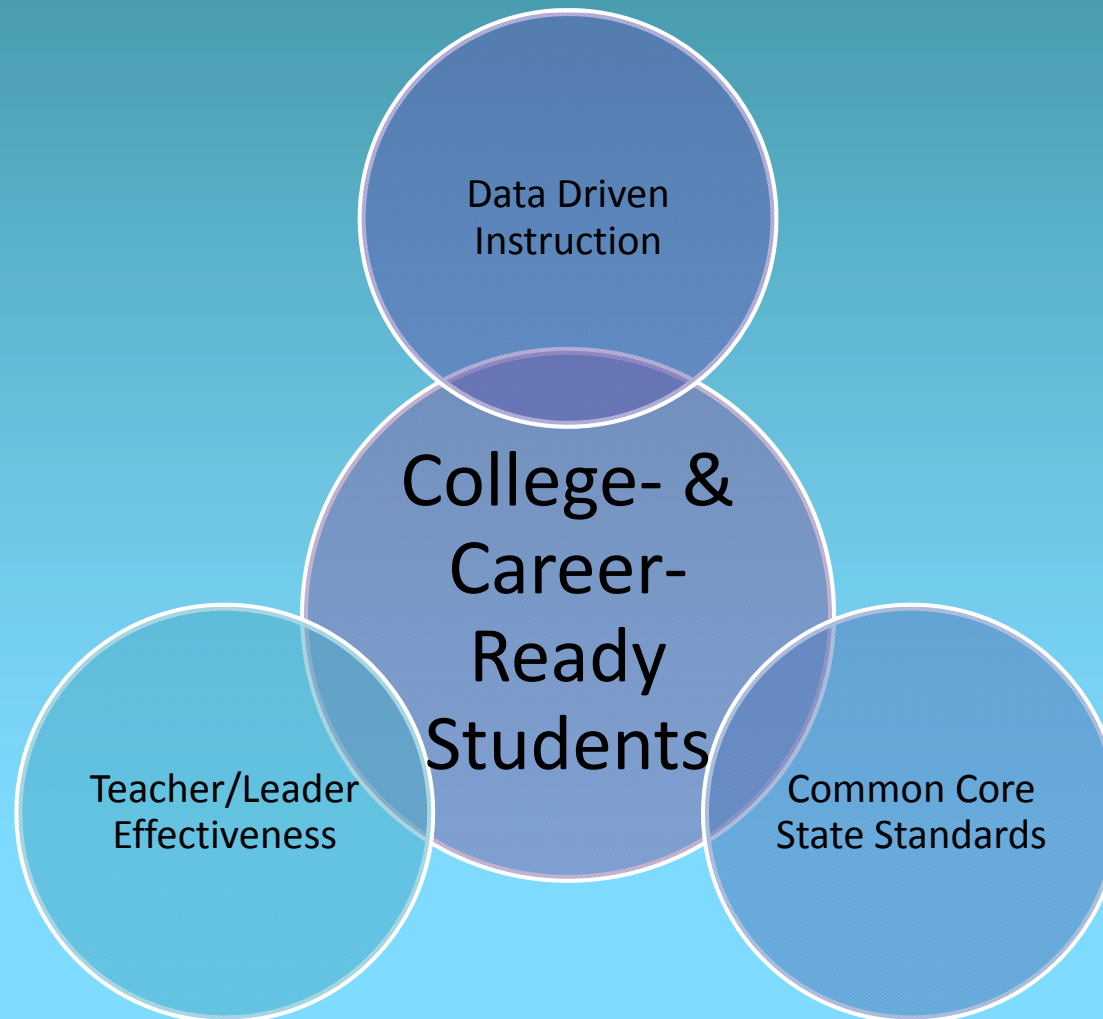 Data Driven
Instruction
College- &
Career-
Ready
Students
Teacher/Leader
Effectiveness
Common Core
State Standards